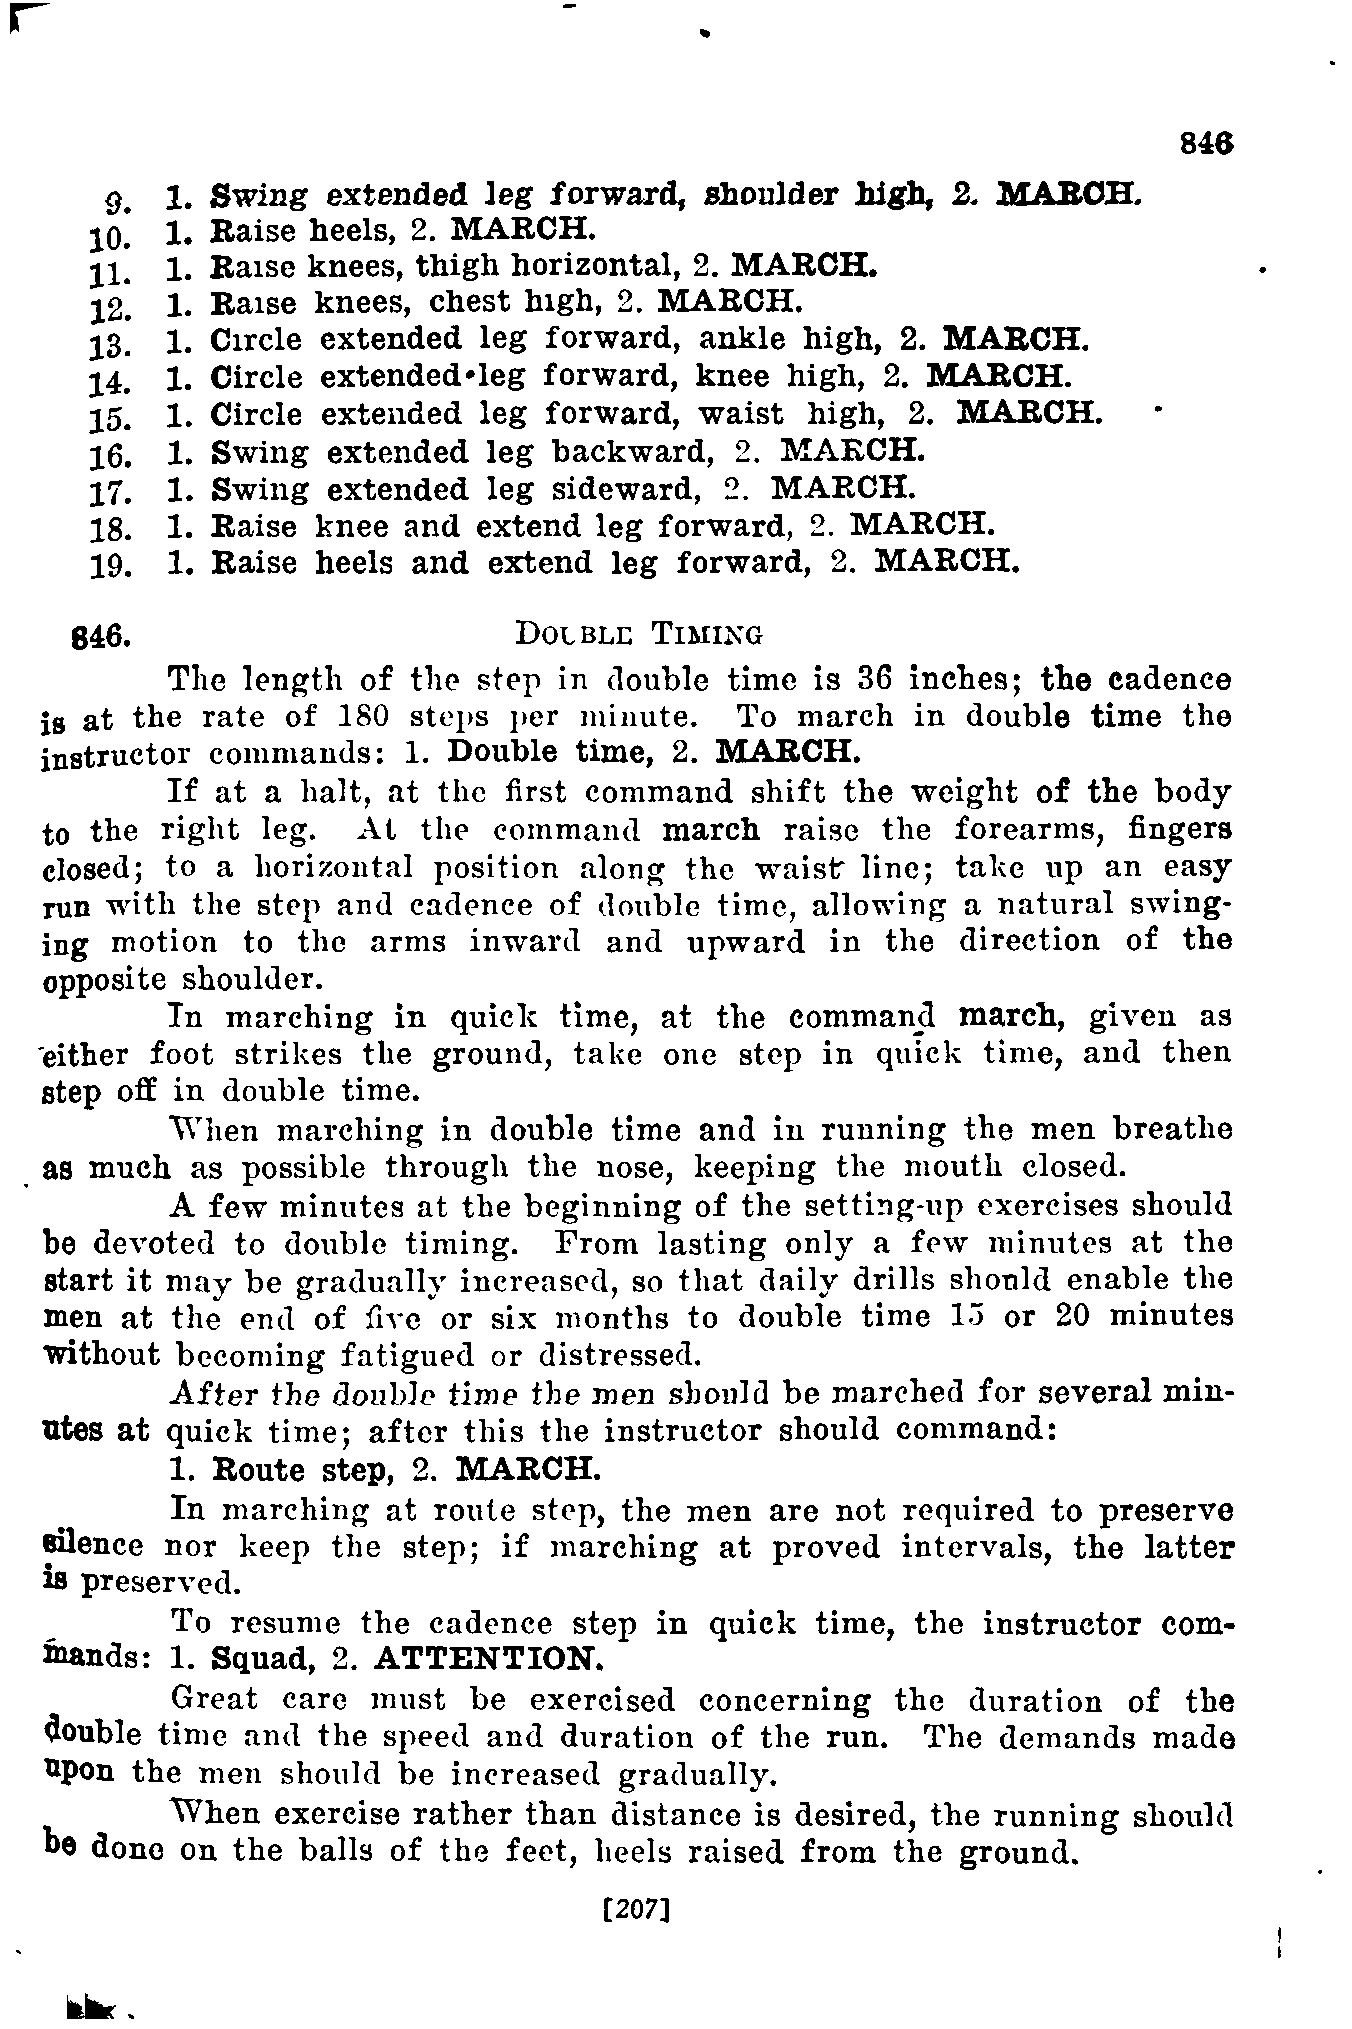 846
9. 1. Swing extended leg forward, shoulder high, 2. MARCH.
10. 1. Raise heels, 2. MARCH.
11. 1. Raise knees, thigh horizontal, 2. MARCH.
12. 1. Raise knees, chest high, 2. MARCH.
13. 1. Circle extended leg forward, ankle high, 2. MARCH.
14. 1. Circle extended leg forward, knee high, 2. MARCH.
15. 1. Circle extended leg forward, waist high, 2. MARCH.
16. 1. Swing extended leg backward, 2. MARCH.
17. 1. Swing extended leg sideward, 2. MARCH.
18. 1. Raise knee and extend leg forward, 2. MARCH.
19. 1. Raise heels and extend leg forward, 2. MARCH.
846. DOUBLE TIMING
The length of the step in double time is 36 inches; the cadence
is at the rate of 180 steps per minute. To march in double time the
instructor commands: 1. Double time, 2. MARCH.
If at a halt, at the first command shift the weight of the body
to the right leg. At the command march raise the forearms, fingers
closed; to a horizontal position along the waist line; take up an easy
run with the step and cadence of double time, allowing a natural swing-
ing motion to the arms inward and upward in the direction of the
opposite shoulder.
In marching in quick time, at the command march, given as
either foot strikes the ground, take one step in quick time, and then
step off in double time.
When marching in double time and in running the men breathe
as much as possible through the nose, keeping the mouth closed.
A few minutes at the beginning of the setting-up exercises should
be devoted to double timing. From lasting only a few minutes at the
start it may be gradually increased, so that daily drills should enable the
men at the end of five or six months to double time 15 or 20 minutes
without becoming fatigued or distressed.
After the double time the men should be marched for several min-
utes at quick time; after this the instructor should command:
1. Route step, 2. MARCH.
In marching at route step, the men are not required to preserve
silence nor keep the step; if marching at proved intervals, the latter
is preserved.
To resume the cadence step in quick time, the instructor com-
mands: 1. Squad, 2. ATTENTION.
Great care must be exercised concerning the duration of the
double time and the speed and duration of the run. The demands made
upon the men should be increased gradually.
When exercise rather than distance is desired, the running should
be done on the balls of the feet, heels raised from the ground.
[207]